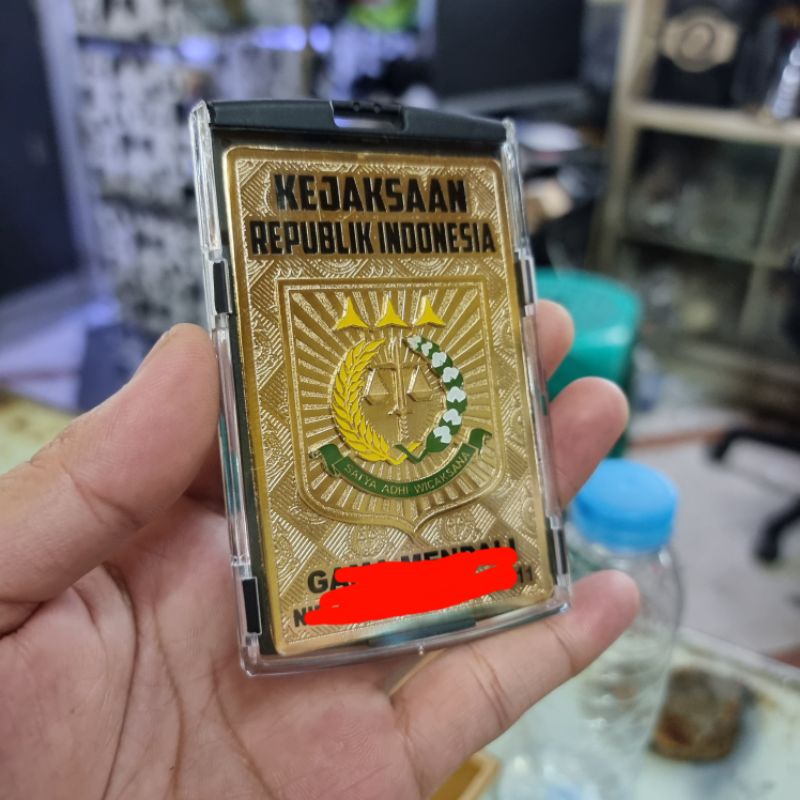 KEJAKSAAN
REPUBLIK INDONESIA
SATYA ADHI WICAKSANA